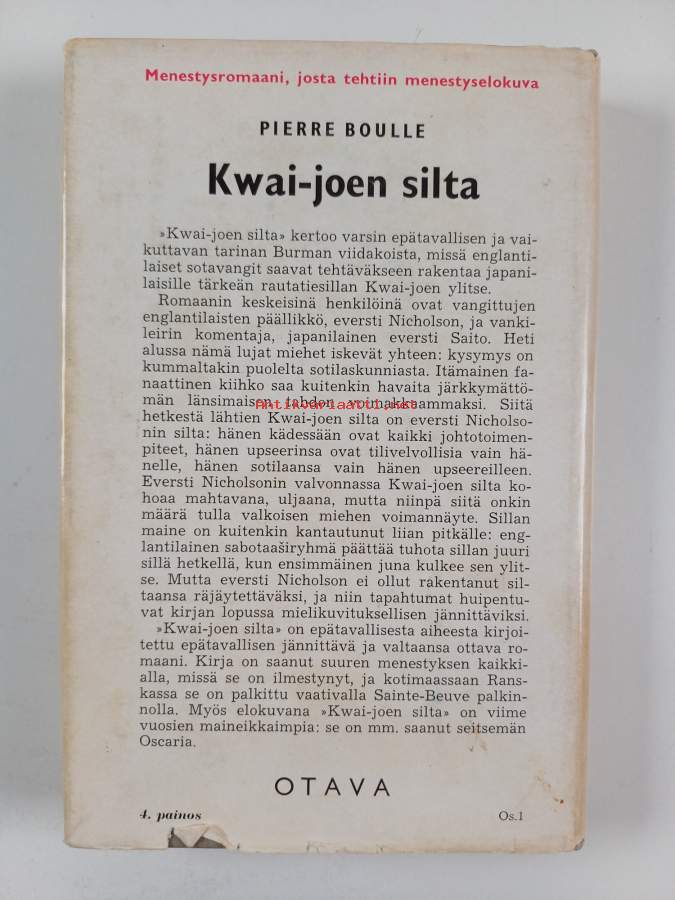 Menestysromaani, josta tehtiin menestyselokuva
PIERRE BOULLE
Kwai-joen silta
»Kwai-joen silta» kertoo varsin epätavallisen ja vai-
kuttavan tarinan Burman viidakoista, missä englanti-
laiset sotavangit saavat tehtäväkseen rakentaa japani-
laisille tärkeän rautatiesillan Kwai-joen ylitse.
Romaanin keskeisinä henkilöinä ovat vangittujen
englantilaisten päällikkö, eversti Nicholson, ja vanki-
leirin komentaja, japanilainen eversti Saito. Heti
alussa nämä lujat miehet iskevät yhteen: kysymys on
kummaltakin puolelta sotilaskunniasta. Itämainen fa-
naattinen kiihko saa kuitenkin havaita järkkymättö-
män länsimaisen tahdon voimakkaammaksi. Siitä
Antikvariaatti.net
hetkestä lähtien Kwai-joen silta on eversti Nicholso-
nin silta: hänen kädessään ovat kaikki johtotoimen-
piteet, hänen upseerinsa ovat tilivelvollisia vain hä-
nelle, hänen sotilaansa vain hänen upseereilleen.
Eversti Nicholsonin valvonnassa Kwai-joen silta ko-
hoaa mahtavana, uljaana, mutta niinpä siitä onkin
määrä tulla valkoisen miehen voimannäyte. Sillan
maine on kuitenkin kantautunut liian pitkälle: eng-
lantilainen sabotaaširyhmä päättää tuhota sillan juuri
sillä hetkellä, kun ensimmäinen juna kulkee sen ylit-
se. Mutta eversti Nicholson ei ollut rakentanut sil-
taansa räjäytettäväksi, ja niin tapahtumat huipentu-
vat kirjan lopussa mielikuvituksellisen jännittäviksi.
»Kwai-joen silta» on epätavallisesta aiheesta kirjoi-
tettu epätavallisen jännittävä ja valtaansa ottava ro-
maani. Kirja on saanut suuren menestyksen kaikki-
alla, missä se on ilmestynyt, ja kotimaassaan Rans-
kassa se on palkittu vaativalla Sainte-Beuve palkin-
nolla. Myös elokuvana »Kwai-joen silta» on viime
vuosien maineikkaimpia: se on mm. saanut seitsemän
Oscaria.
OTAVA
4. painos
Os.1